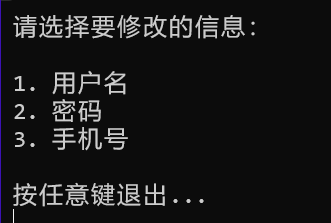 请选择要修改的信息:
1. 用户名
2. 密码
3. 手机号
按任意键退出...